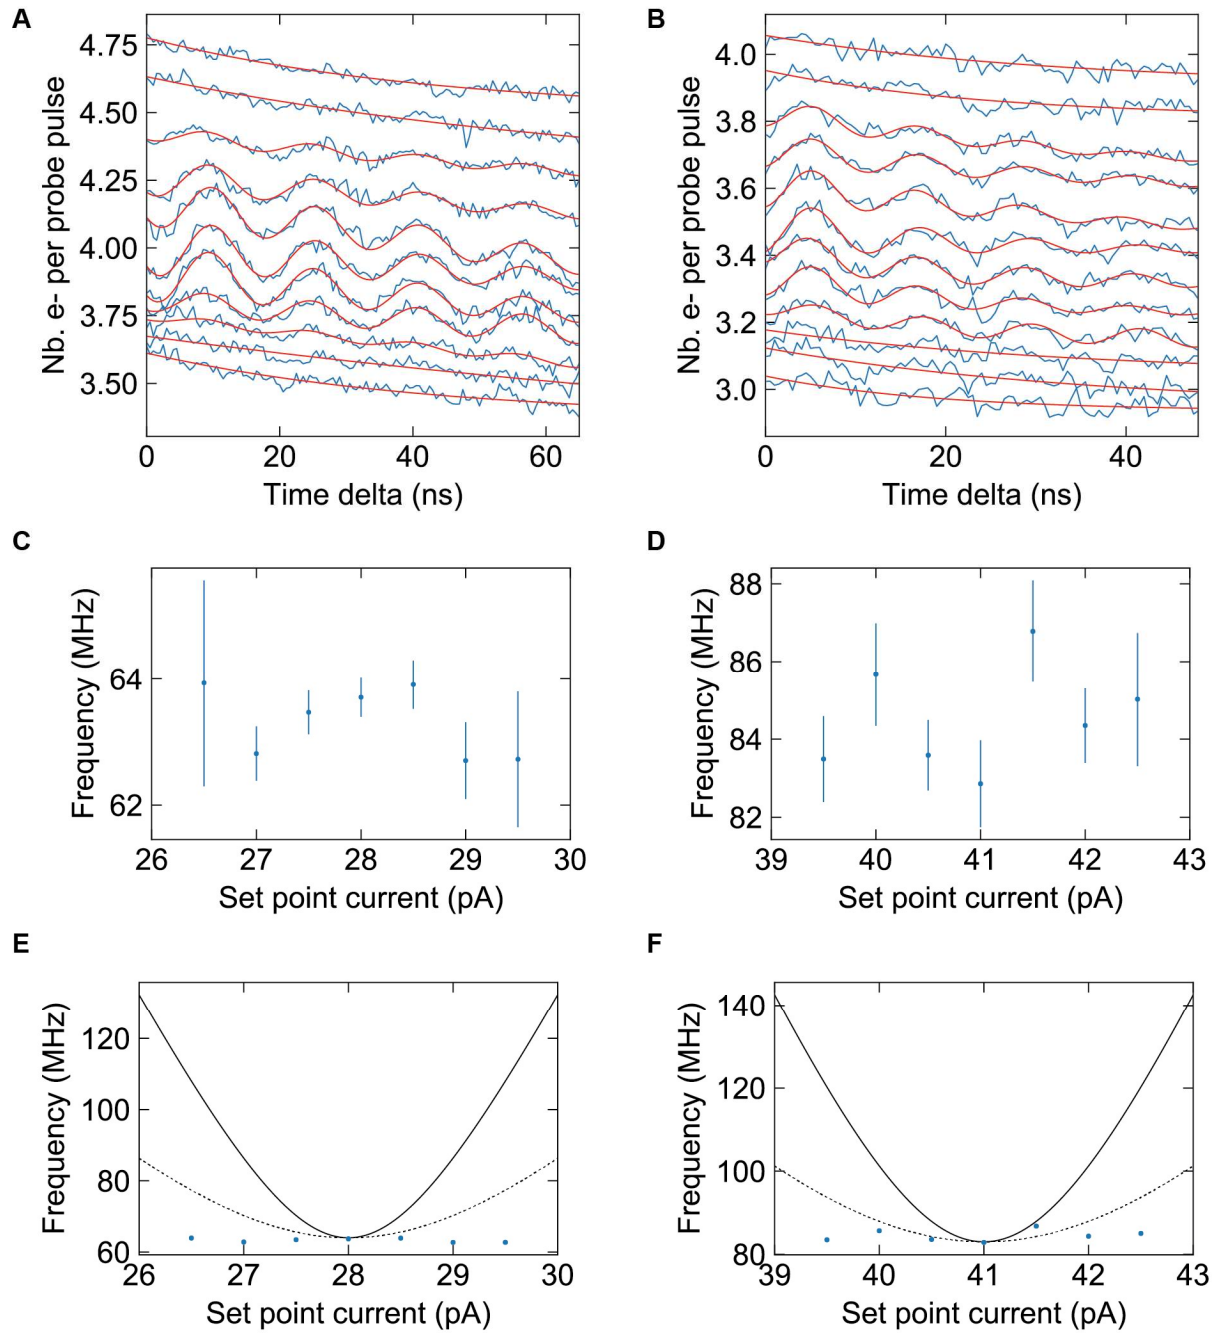 A
4.75
4.50
4.25
4.00
3.75
3.50
Nb. e- per probe pulse
0 20 40 60
Time delta (ns)
B
4.0
3.8
3.6
3.4
3.2
3.0
Nb. e- per probe pulse
0 20 40
Time delta (ns)
C
64
62
Frequency (MHz)
26 27 28 29 30
Set point current (pA)
D
88
86
84
82
Frequency (MHz)
39 40 41 42 43
Set point current (pA)
E
120
100
80
60
Frequency (MHz)
26 27 28 29 30
Set point current (pA)
F
140
120
100
80
Frequency (MHz)
39 40 41 42 43
Set point current (pA)